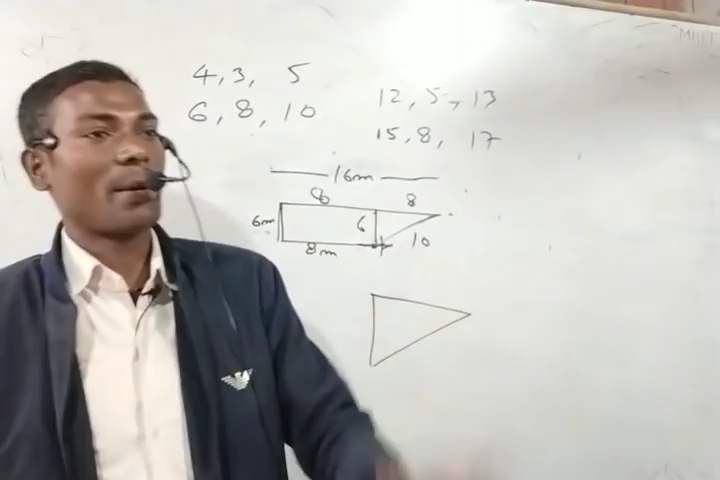 4, 3, 5
6, 8, 10
12, 5, 13
15, 8, 17
16m
8
8
6m
6
8m
10